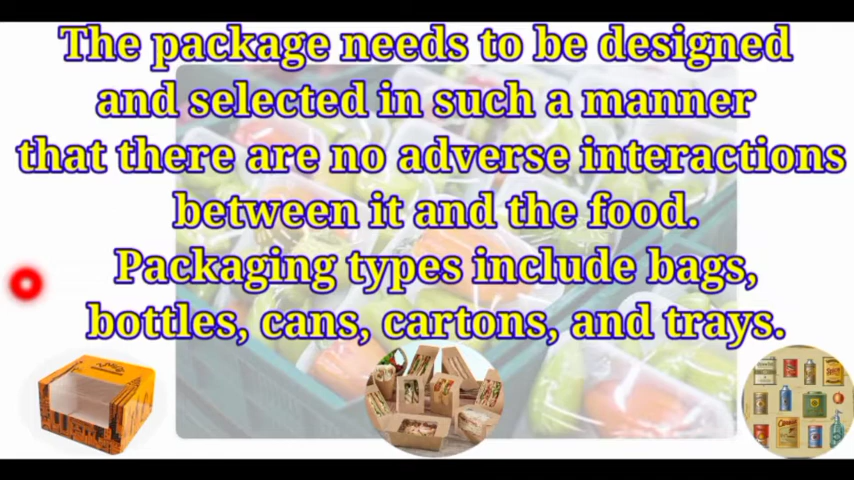 The package needs to be designed
and selected in such a manner
that there are no adverse interactions
between it and the food.
Packaging types include bags,
bottles, cans, cartons, and trays.